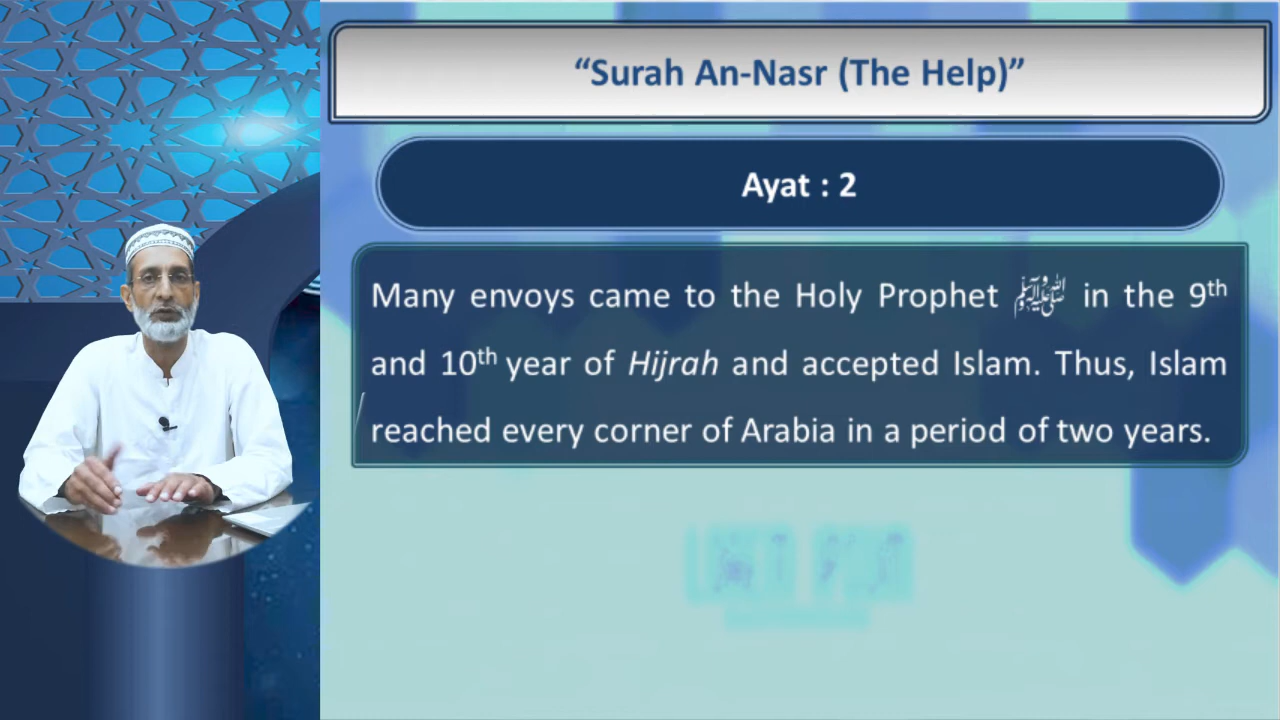 “Surah An-Nasr (The Help)”
Ayat : 2
Many envoys came to the Holy Prophet ﷺ in the 9th
and 10th year of Hijrah and accepted Islam. Thus, Islam
reached every corner of Arabia in a period of two years.